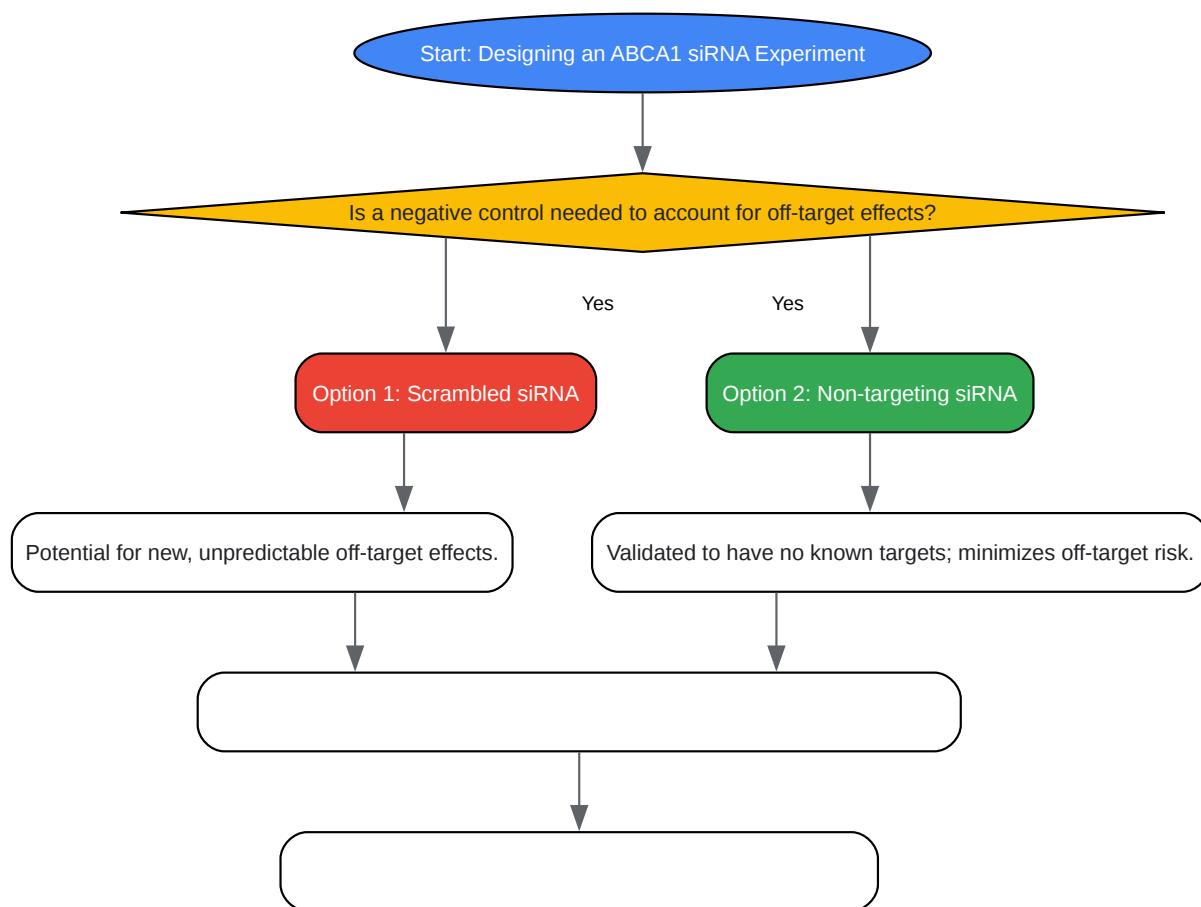 Start: Designing an ABCA1 siRNA Experiment
Is a negative control needed to account for off-target effects?
Yes
Yes
Option 1: Scrambled siRNA
Option 2: Non-targeting siRNA
Potential for new, unpredictable off-target effects.
Validated to have no known targets; minimizes off-target risk.